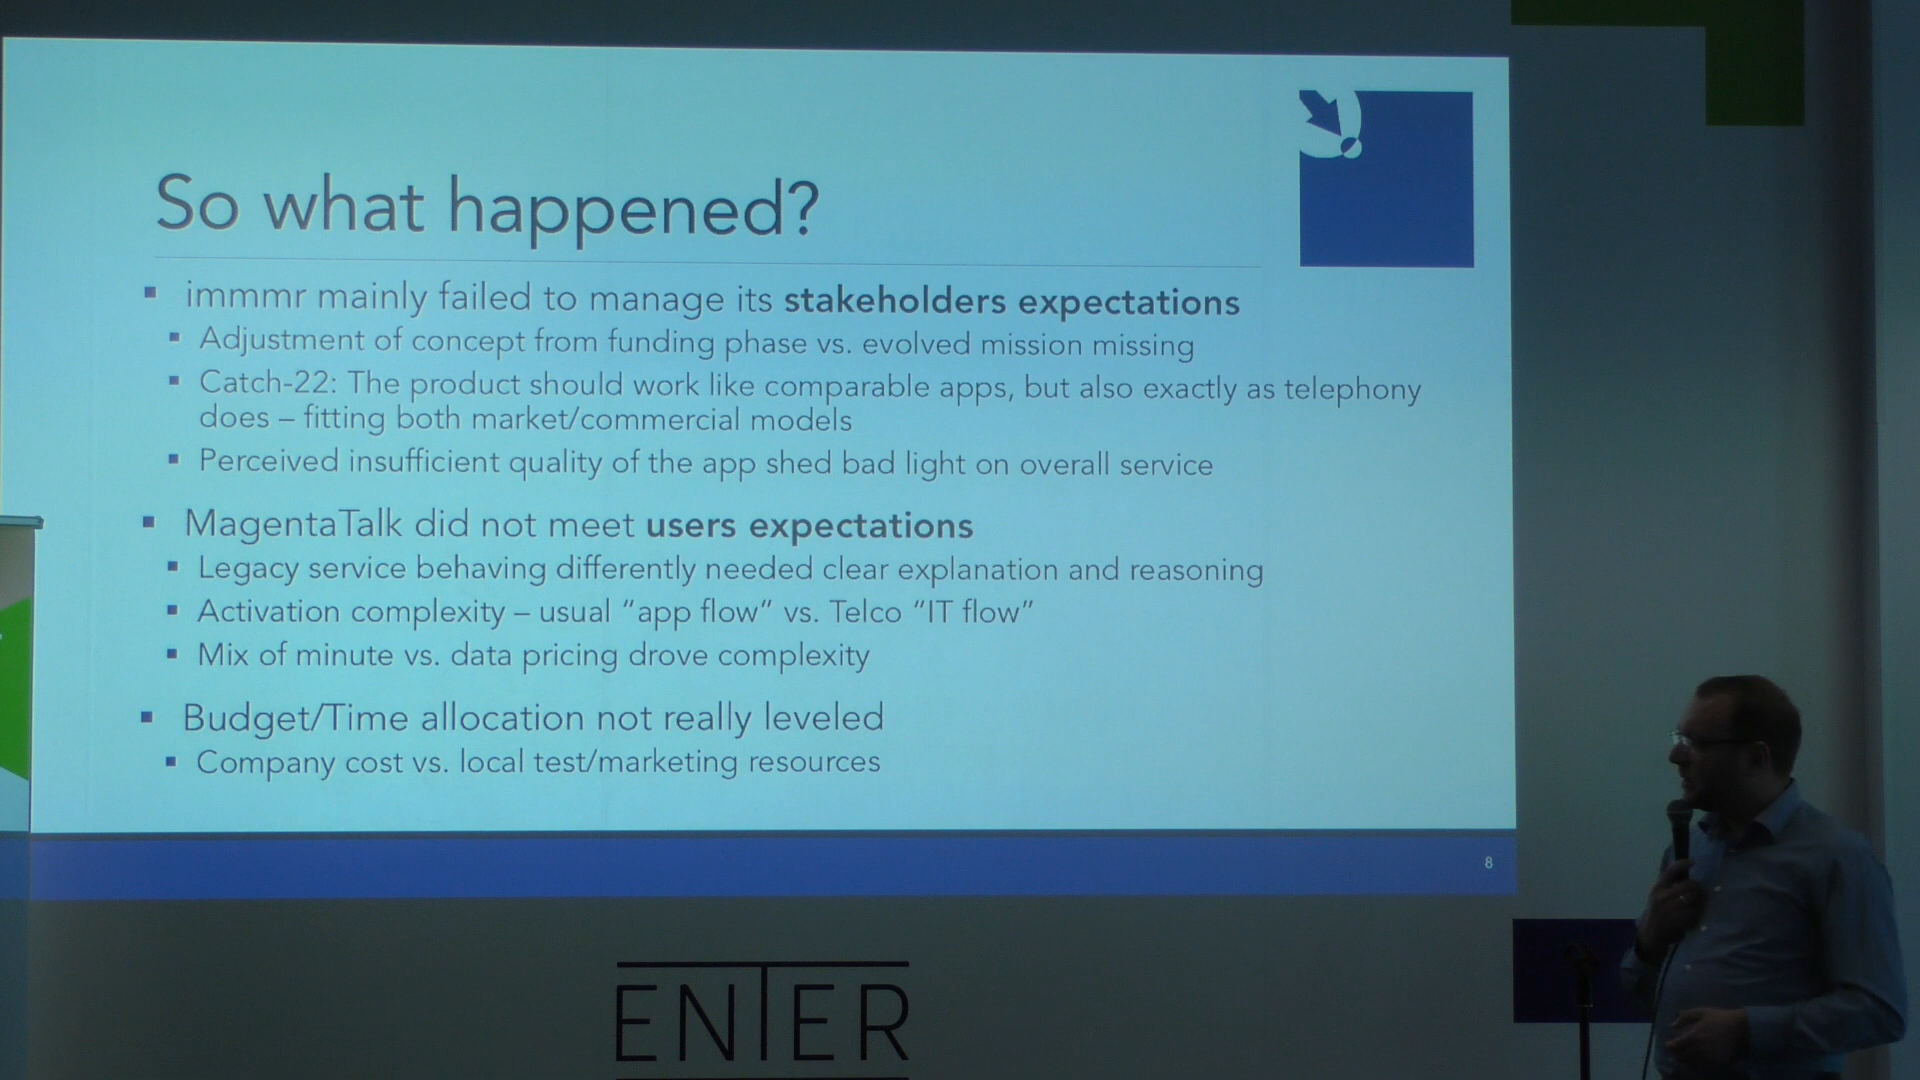 So what happened?
immmr mainly failed to manage its stakeholders expectations
Adjustment of concept from funding phase vs. evolved mission missing
Catch-22: The product should work like comparable apps, but also exactly as telephony
does – fitting both market/commercial models
Perceived insufficient quality of the app shed bad light on overall service
MagentaTalk did not meet users expectations
Legacy service behaving differently needed clear explanation and reasoning
Activation complexity – usual “app flow” vs. Telco “IT flow”
Mix of minute vs. data pricing drove complexity
Budget/Time allocation not really leveled
Company cost vs. local test/marketing resources
8
ENTER